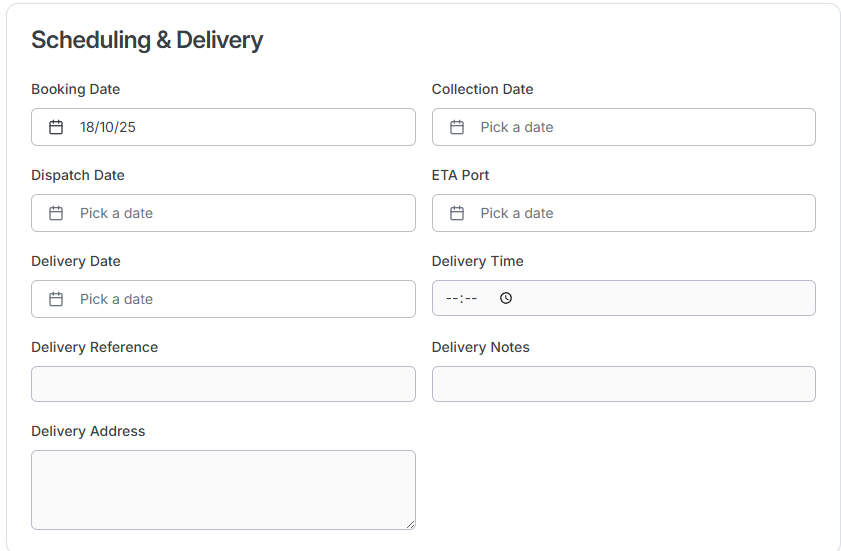 Scheduling & Delivery
Booking Date
Collection Date
18/10/25
Pick a date
Dispatch Date
ETA Port
Pick a date
Pick a date
Delivery Date
Delivery Time
Pick a date
--:--
Delivery Reference
Delivery Notes
Delivery Address